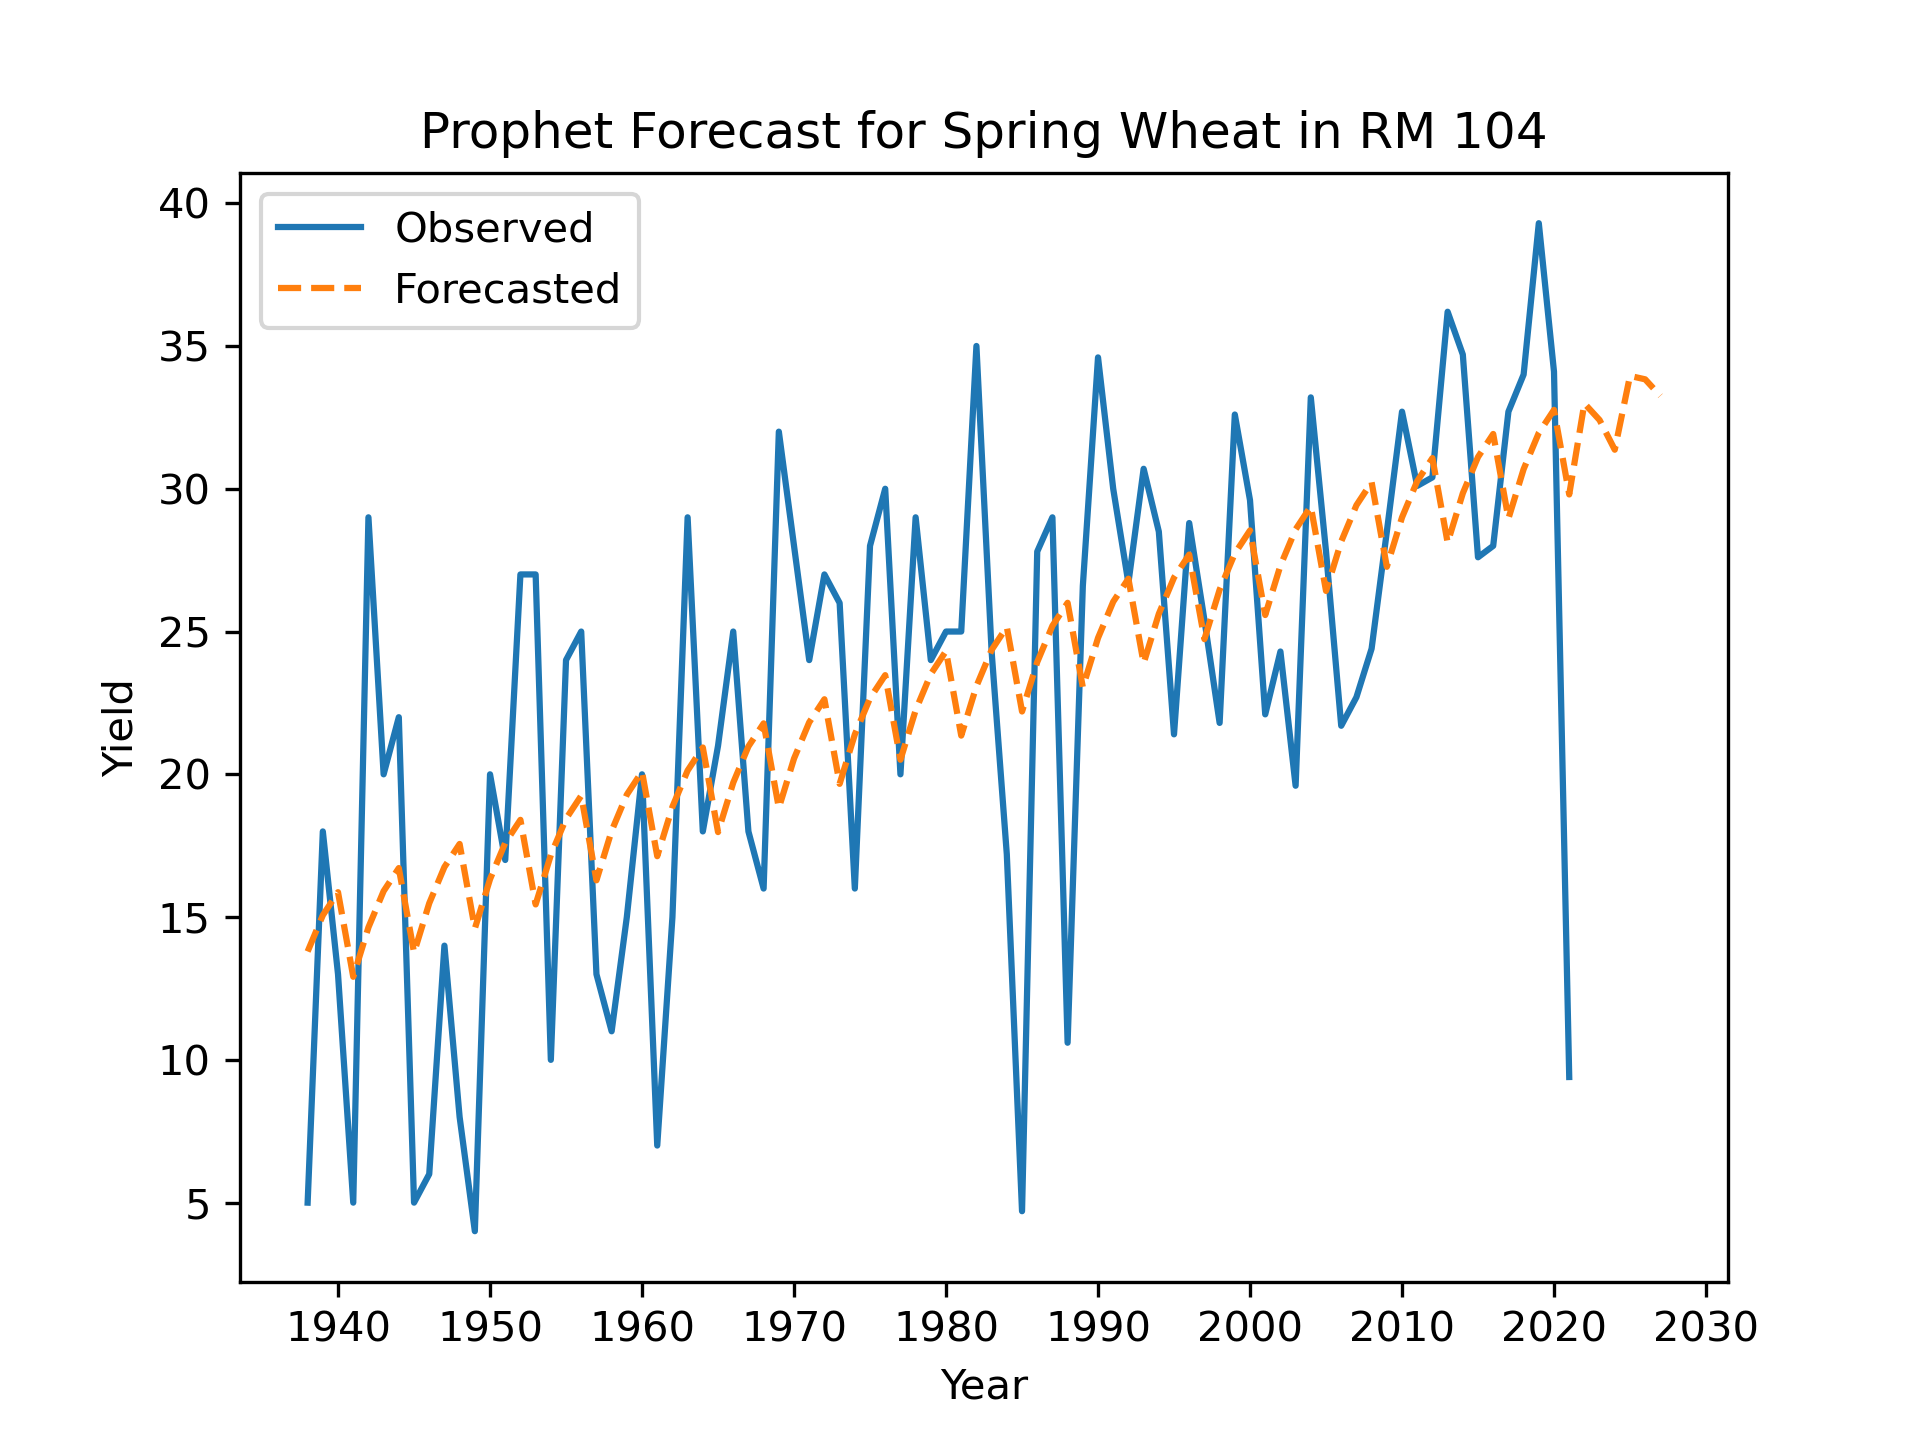 Prophet Forecast for Spring Wheat in RM 104
Observed
Forecasted
40
35
30
25
20
15
10
5
Yield
1940 1950 1960 1970 1980 1990 2000 2010 2020 2030
Year